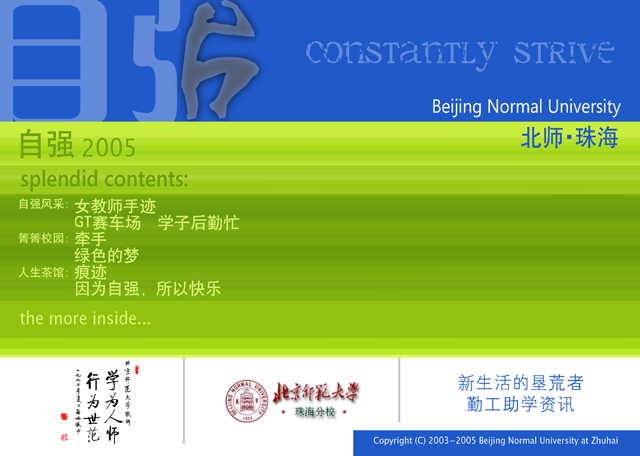 自强
CONSTANTLY STRIVE
Beijing Normal University
北师·珠海
自强 2005
splendid contents:
自强风采: 女教师手迹
GT赛车场 学子后勤忙
菁菁校园: 牵手
绿色的梦
人生茶馆: 痕迹
因为自强，所以快乐
the more inside...
北京师范大学校训
学为人师
行为世范
BEIJING NORMAL UNIVERSITY
1902
北京师范大学
• 珠海分校 •
新生活的垦荒者
勤工助学资讯
Copyright (C) 2003-2005 Beijing Normal University at Zhuhai